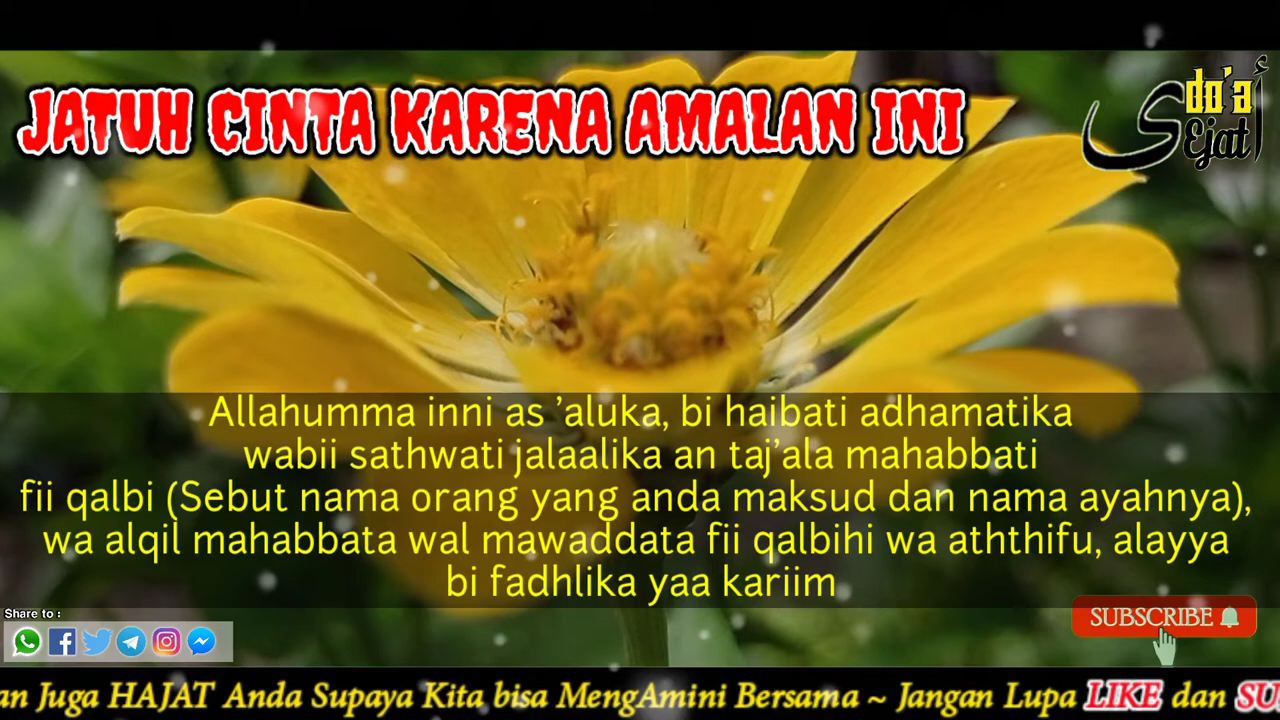 JATUH CINTA KARENA AMALAN INI
أ
do'a
ى
Ejati
Allahumma inni as 'aluka, bi haibati adhamatika
wabii sathwati jalaalika an taj'ala mahabbati
fii qalbi (Sebut nama orang yang anda maksud dan nama ayahnya),
wa alqil mahabbata wal mawaddata fii qalbihi wa aththifu, alayya
bi fadhlika yaa kariim
Share to :
SUBSCRIBE
an Juga HAJAT Anda Supaya Kita bisa MengAmini Bersama ~ Jangan Lupa LIKE dan SU